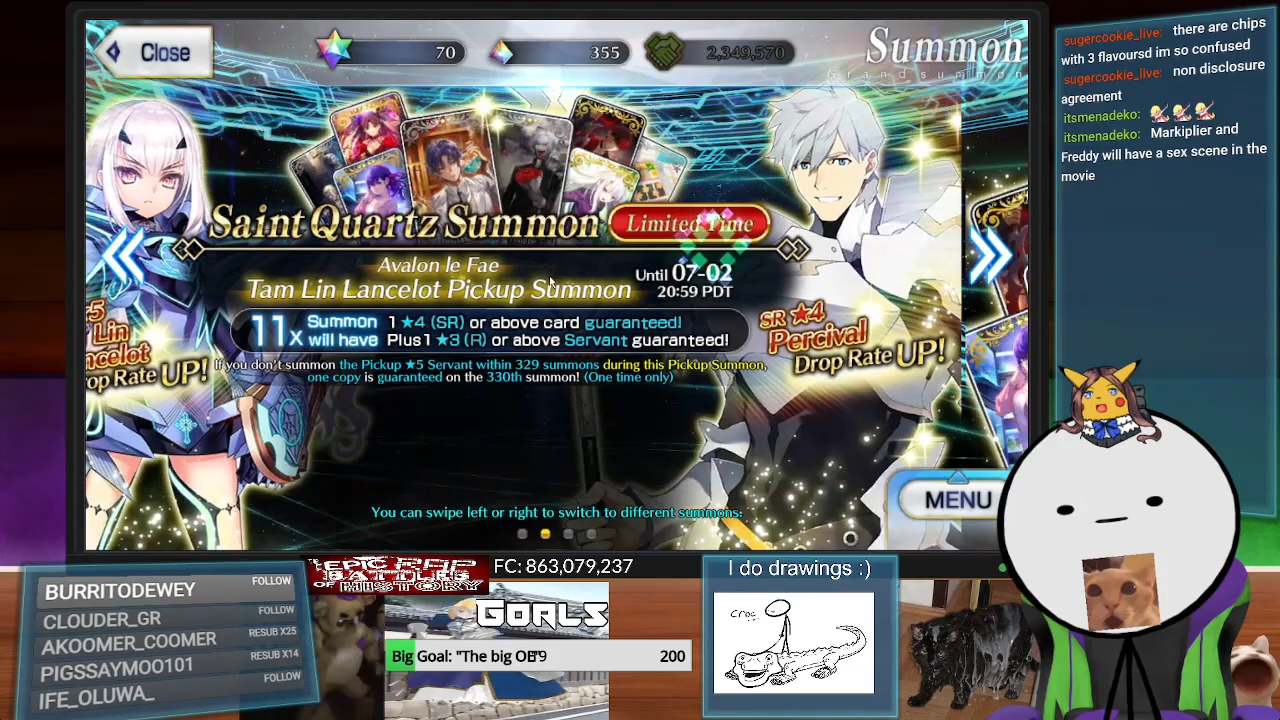 Close
70
355
2,349,570
Summon
Grand summon
Saint Quartz Summon
Limited Time
Avalon le Fae
Tam Lin Lancelot Pickup Summon
Until 07-02
20:59 PDT
11x Summon will have
1 ★4 (SR) or above card guaranteed!
Plus 1 ★3 (R) or above Servant guaranteed!
If you don't summon the Pickup ★5 Servant within 329 summons during this Pickup Summon,
one copy is guaranteed on the 330th summon! (One time only)
Lin
ncelot
rop Rate UP!
SR ★4
Percival
Drop Rate UP!
You can swipe left or right to switch to different summons.
MENU
sugercookie_live: there are chips
with 3 flavoursd im so confused
sugercookie_live: non disclosure
agreement
itsmenadeko:
itsmenadeko: Markiplier and
Freddy will have a sex scene in the
movie
BURRITODEWEY FOLLOW
CLOUDER_GR FOLLOW
AKOOMER_COOMER RESUB X25
PIGSSAYMOO101 RESUB X14
IFE_OLUWA_ FOLLOW
EPIC RAP
BATTLES
OF HISTORY
FC: 863,079,237
GOALS
Big Goal: "The big
200
I do drawings :)
Croc